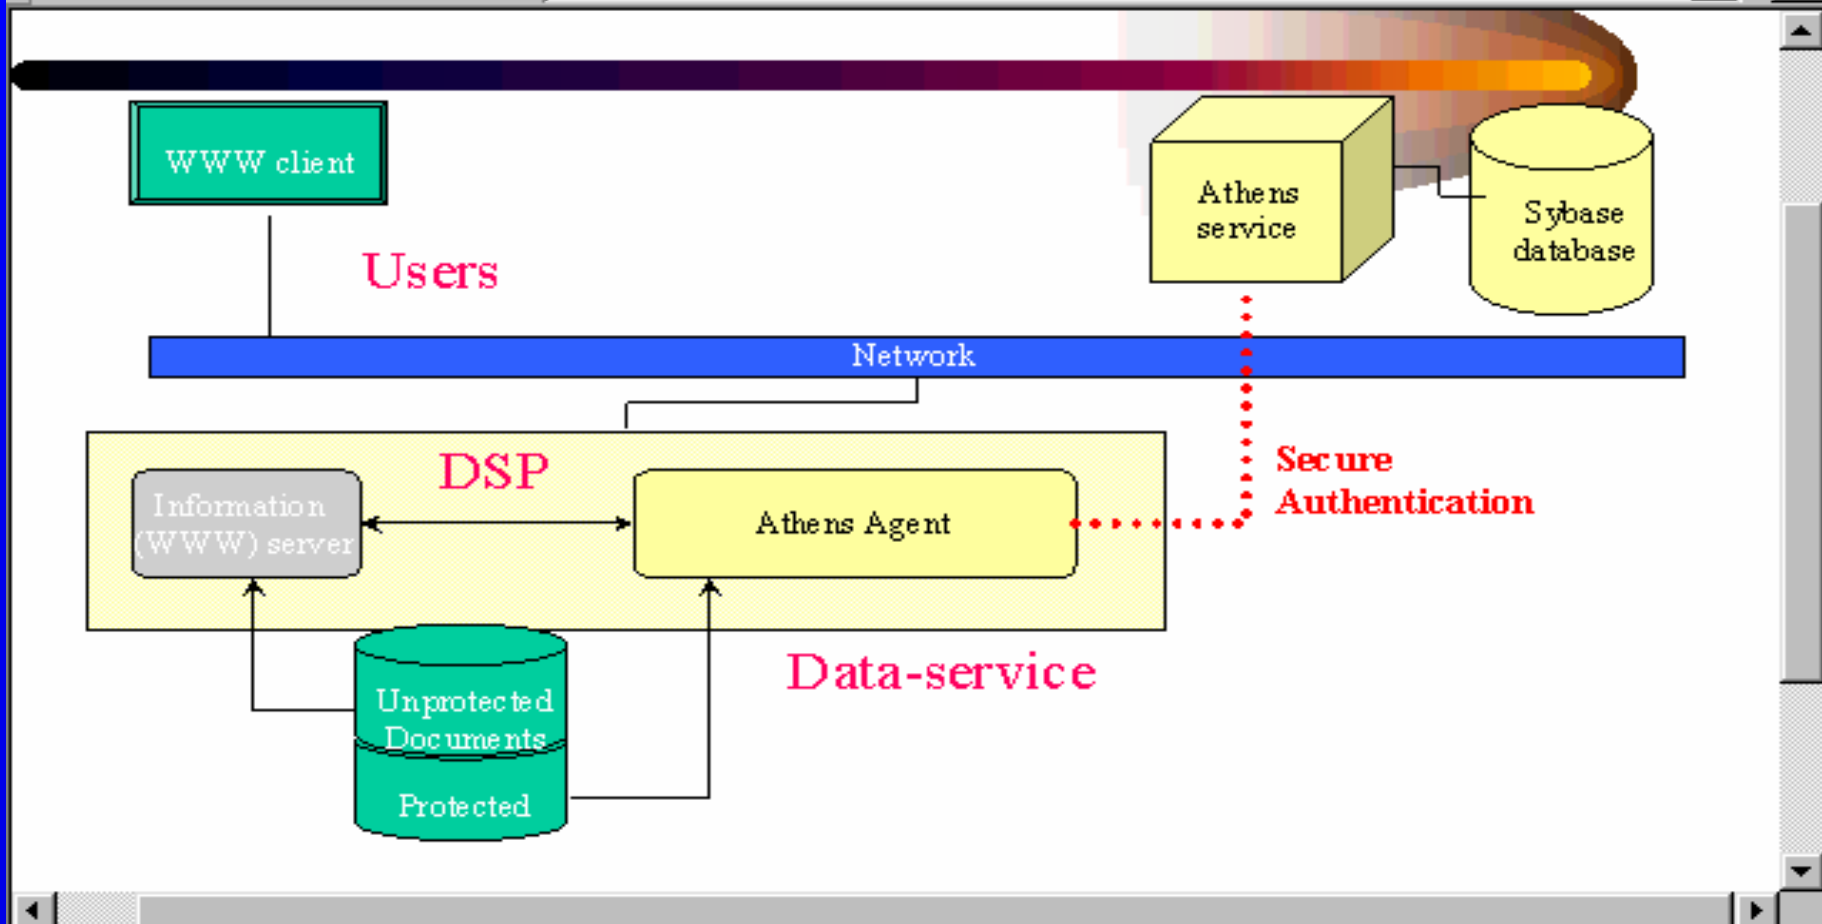 WWW client
Athens
service
Sybase
database
Users
Network
DSP
Information
(WWW) server
Athens Agent
Secure
Authentication
Data-service
Unprotected
Documents
Protected